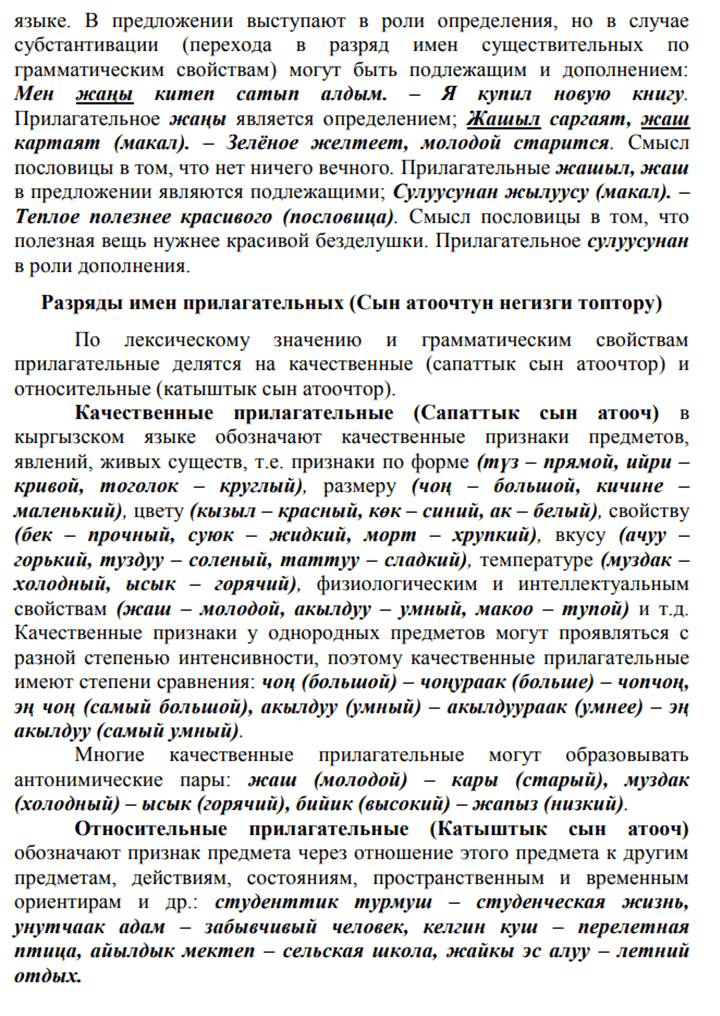 языке. В предложении выступают в роли определения, но в случае
субстантивации (перехода в разряд имен существительных по
грамматическим свойствам) могут быть подлежащим и дополнением:
Мен жаңы китеп сатып алдым. – Я купил новую книгу.
Прилагательное жаңы является определением; Жашыл саргаят, жаш
картаят (макал). – Зелёное желтеет, молодой старится. Смысл
пословицы в том, что нет ничего вечного. Прилагательные жашыл, жаш
в предложении являются подлежащими; Сулуусунан жылуусу (макал). –
Теплое полезнее красивого (пословица). Смысл пословицы в том, что
полезная вещь нужнее красивой безделушки. Прилагательное сулуусунан
в роли дополнения.
Разряды имен прилагательных (Сын атоочтун негизги топтору)
По лексическому значению и грамматическим свойствам
прилагательные делятся на качественные (сапаттык сын атоочтор) и
относительные (катыштык сын атоочтор).
Качественные прилагательные (Сапаттык сын атооч) в
кыргызском языке обозначают качественные признаки предметов,
явлений, живых существ, т.е. признаки по форме (түз – прямой, ийри –
кривой, тоголок – круглый), размеру (чоң – большой, кичине –
маленький), цвету (кызыл – красный, көк – синий, ак – белый), свойству
(бек – прочный, суюк – жидкий, морт – хрупкий), вкусу (ачуу –
горький, туздуу – соленый, таттуу – сладкий), температуре (муздак –
холодный, ысык – горячий), физиологическим и интеллектуальным
свойствам (жаш – молодой, акылдуу – умный, макоо – тупой) и т.д.
Качественные признаки у однородных предметов могут проявляться с
разной степенью интенсивности, поэтому качественные прилагательные
имеют степени сравнения: чоң (большой) – чоңураак (больше) – чопчоң,
эң чоң (самый большой), акылдуу (умный) – акылдуураак (умнее) – эң
акылдуу (самый умный).
Многие качественные прилагательные могут образовывать
антонимические пары: жаш (молодой) – кары (старый), муздак
(холодный) – ысык (горячий), бийик (высокий) – жапыз (низкий).
Относительные прилагательные (Катыштык сын атооч)
обозначают признак предмета через отношение этого предмета к другим
предметам, действиям, состояниям, пространственным и временным
ориентирам и др.: студенттик турмуш – студенческая жизнь,
унутчаак адам – забывчивый человек, келгин куш – перелетная
птица, айылдык мектеп – сельская школа, жайкы эс алуу – летний
отдых.